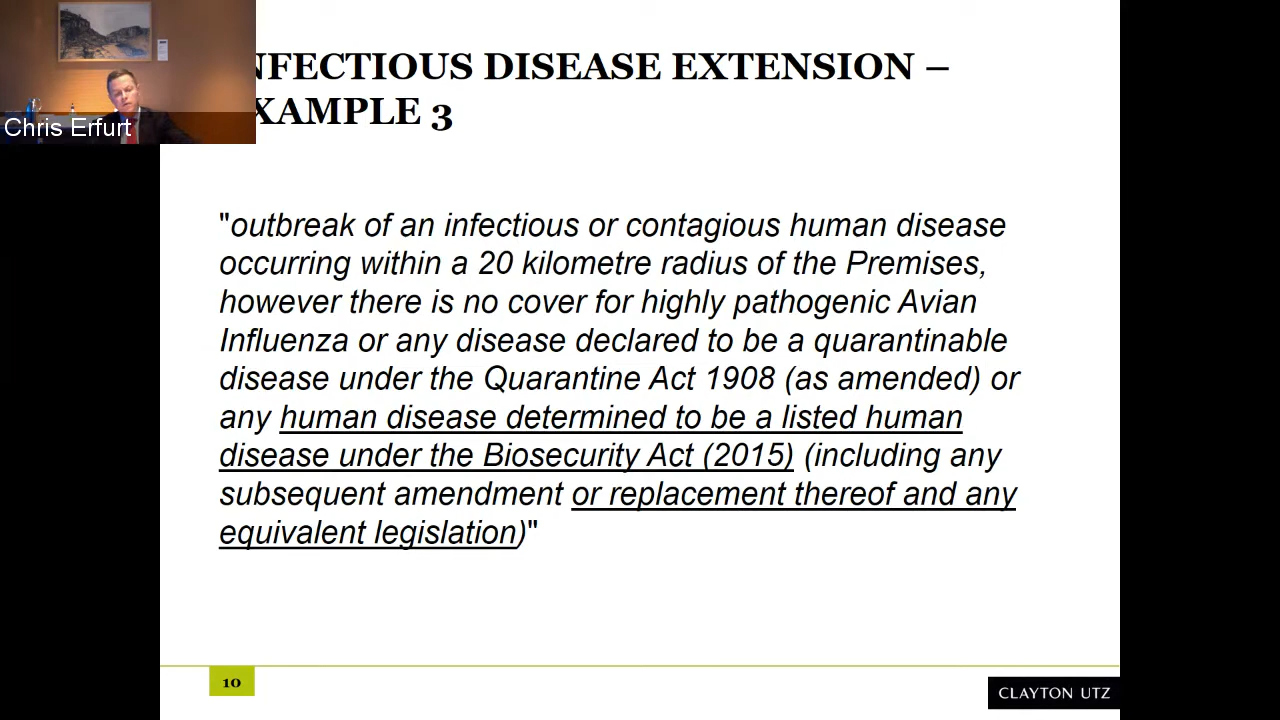 NFECTIOUS DISEASE EXTENSION –
XAMPLE 3
Chris Erfurt
"outbreak of an infectious or contagious human disease
occurring within a 20 kilometre radius of the Premises,
however there is no cover for highly pathogenic Avian
Influenza or any disease declared to be a quarantinable
disease under the Quarantine Act 1908 (as amended) or
any human disease determined to be a listed human
disease under the Biosecurity Act (2015) (including any
subsequent amendment or replacement thereof and any
equivalent legislation)"
10
CLAYTON UTZ